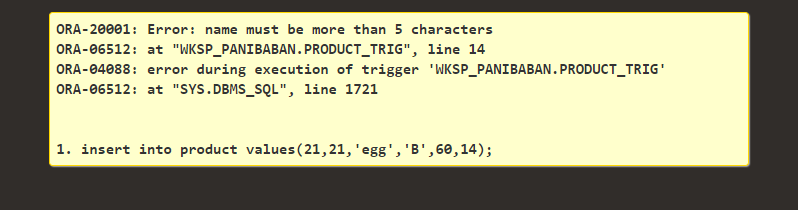 ORA-20001: Error: name must be more than 5 characters
ORA-06512: at "WKSP_PANIBABAN.PRODUCT_TRIG", line 14
ORA-04088: error during execution of trigger 'WKSP_PANIBABAN.PRODUCT_TRIG'
ORA-06512: at "SYS.DBMS_SQL", line 1721
1. insert into product values(21,21,'egg','B',60,14);